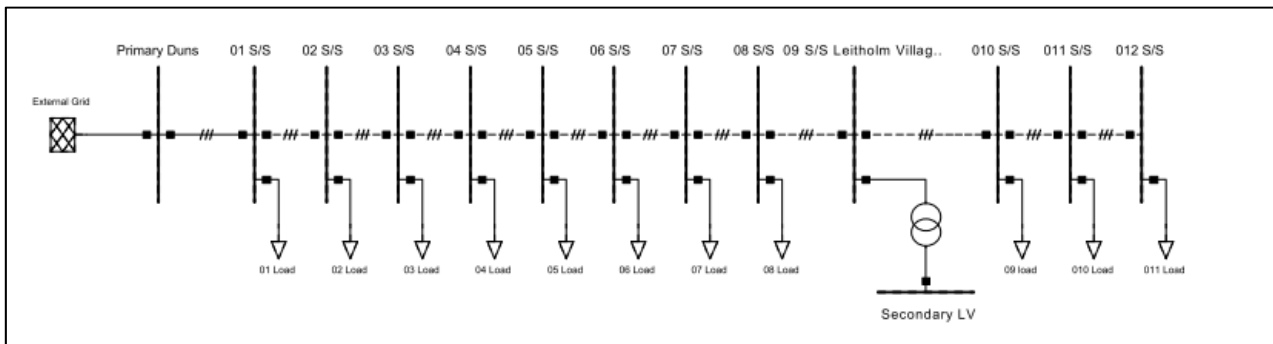 Primary Duns 01 S/S 02 S/S 03 S/S 04 S/S 05 S/S 06 S/S 07 S/S 08 S/S 09 S/S Leitholm Villag.. 010 S/S 011 S/S 012 S/S
External Grid
01 Load 02 Load 03 Load 04 Load 05 Load 06 Load 07 Load 08 Load 09 load 010 Load 011 Load
Secondary LV